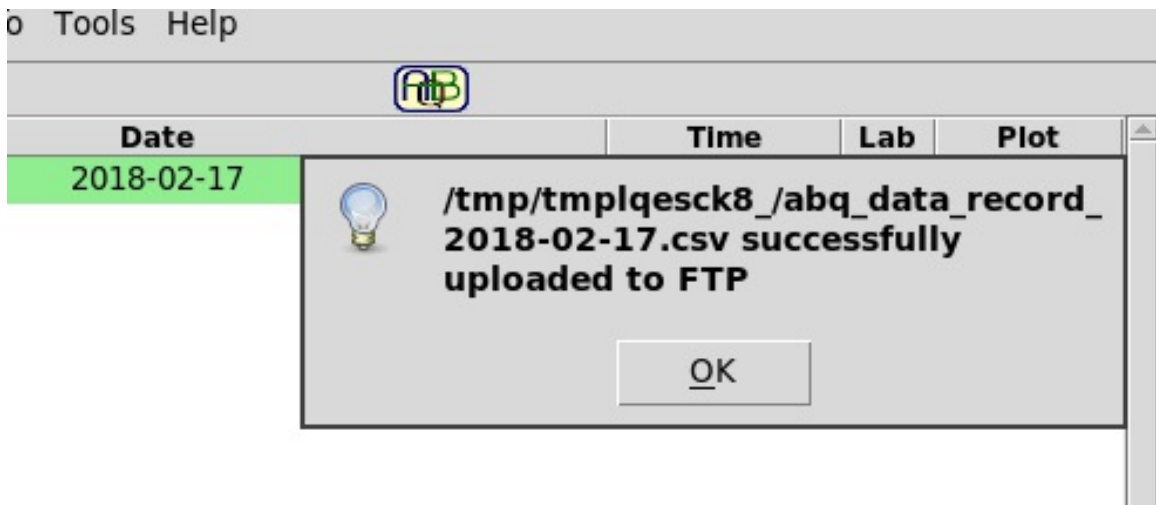 o Tools Help
AQB
Date Time Lab Plot
2018-02-17
/tmp/tmplqesck8_/abq_data_record_
2018-02-17.csv successfully
uploaded to FTP
OK